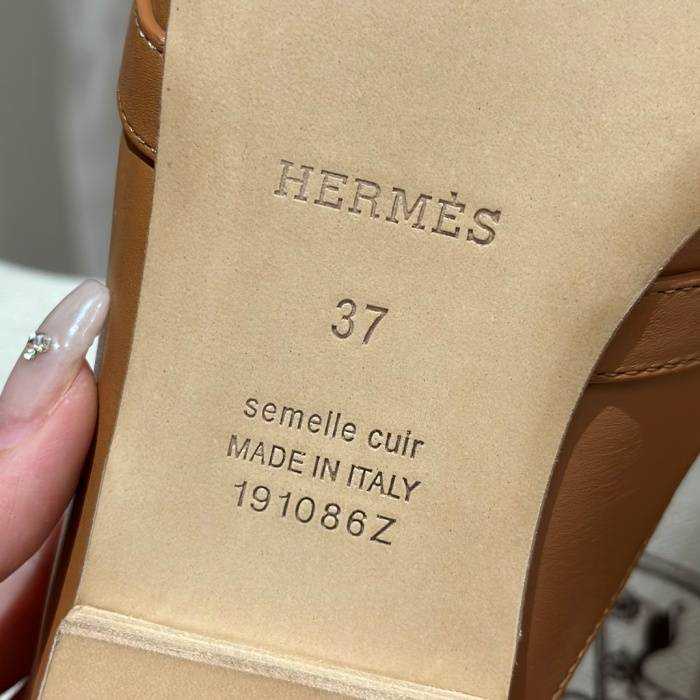 HERMÈS
37
semelle cuir
MADE IN ITALY
191086Z